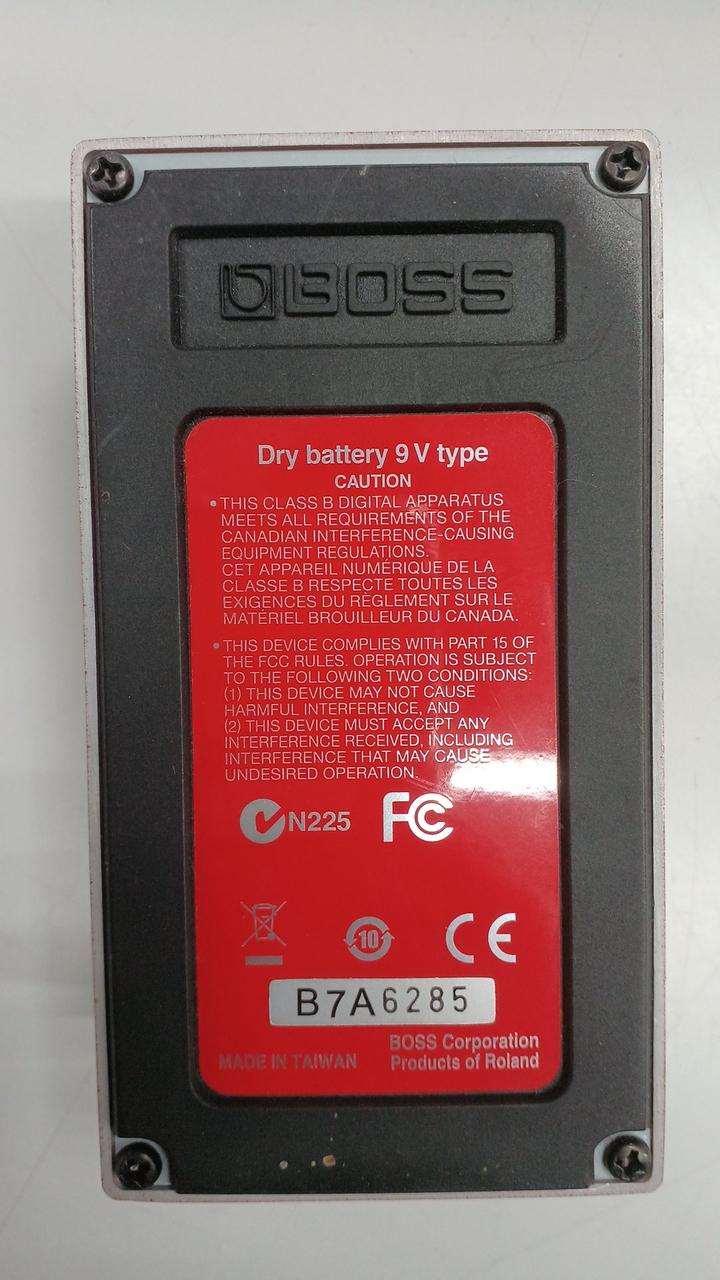 BOSS
Dry battery 9 V type
CAUTION
• THIS CLASS B DIGITAL APPARATUS
MEETS ALL REQUIREMENTS OF THE
CANADIAN INTERFERENCE-CAUSING
EQUIPMENT REGULATIONS.
CET APPAREIL NUMÉRIQUE DE LA
CLASSE B RESPECTE TOUTES LES
EXIGENCES DU RÈGLEMENT SUR LE
MATÉRIEL BROUILLEUR DU CANADA.
• THIS DEVICE COMPLIES WITH PART 15 OF
THE FCC RULES. OPERATION IS SUBJECT
TO THE FOLLOWING TWO CONDITIONS:
(1) THIS DEVICE MAY NOT CAUSE
HARMFUL INTERFERENCE, AND
(2) THIS DEVICE MUST ACCEPT ANY
INTERFERENCE RECEIVED, INCLUDING
INTERFERENCE THAT MAY CAUSE
UNDESIRED OPERATION.
N225 FC
10 CE
B7A6285
BOSS Corporation
MADE IN TAIWAN Products of Roland